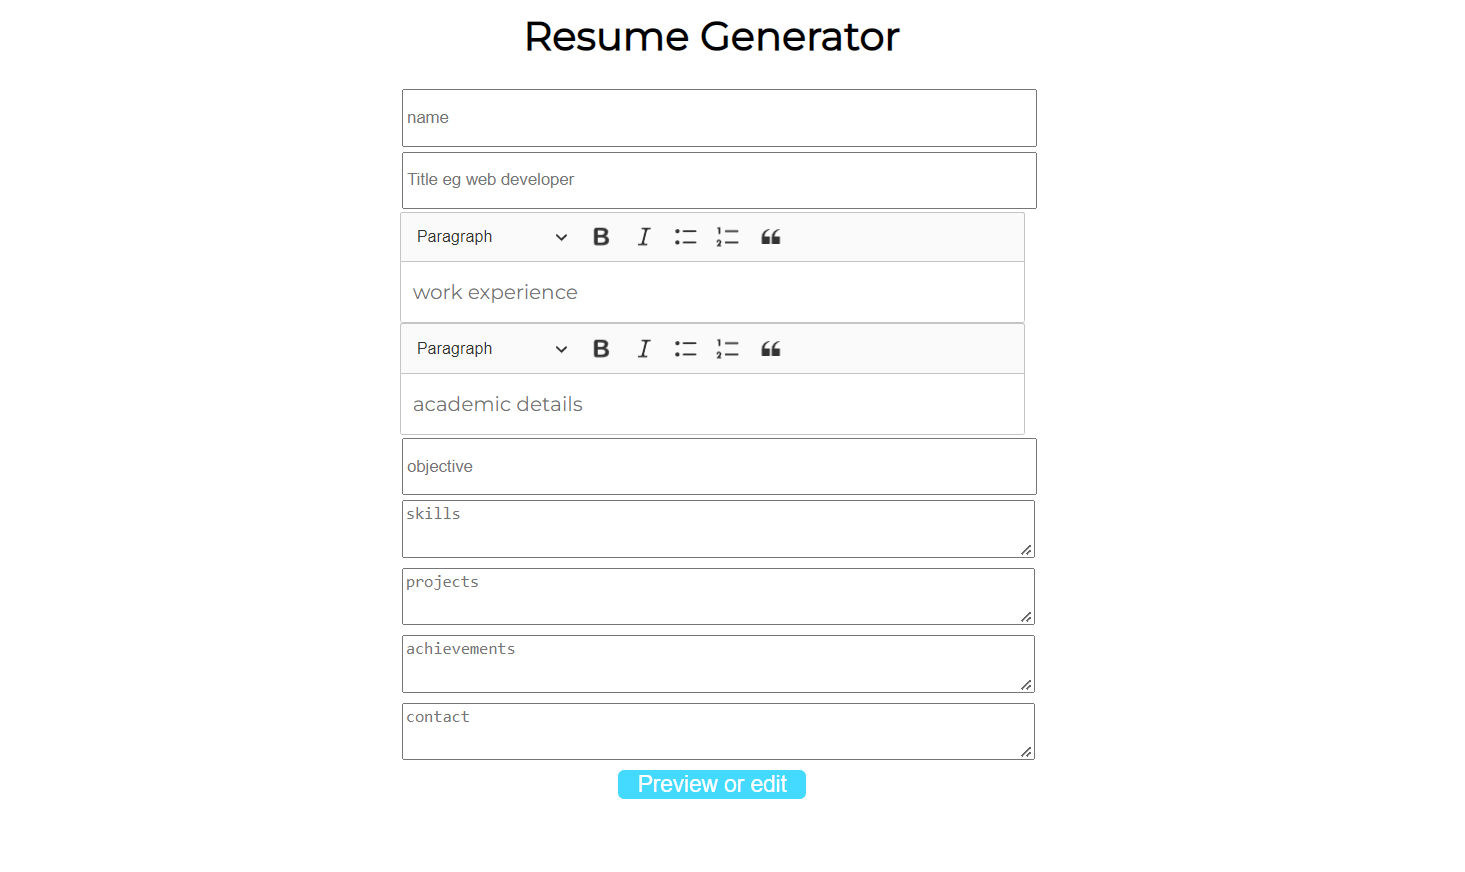 Resume Generator
name
Title eg web developer
Paragraph
work experience
Paragraph
academic details
objective
skills
projects
achievements
contact
Preview or edit